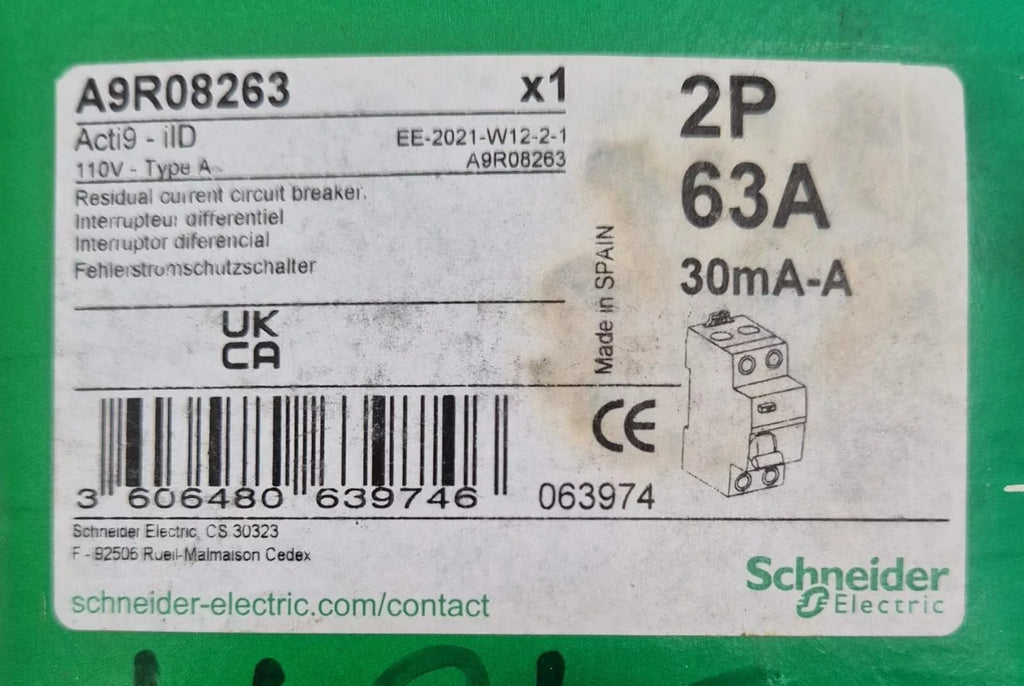 A9R08263 x1
Acti9 - iID EE-2021-W12-2-1
110V - Type A A9R08263
Residual current circuit breaker.
Interrupteur differentiel
Interruptor diferencial
Fehlerstromschutzschalter
UK
CA
2P
63A
30mA-A
Made in SPAIN
CE
3 606480 639746 063974
Schneider Electric, CS 30323
F - 92506 Rueil-Malmaison Cedex
schneider-electric.com/contact
Schneider
Electric